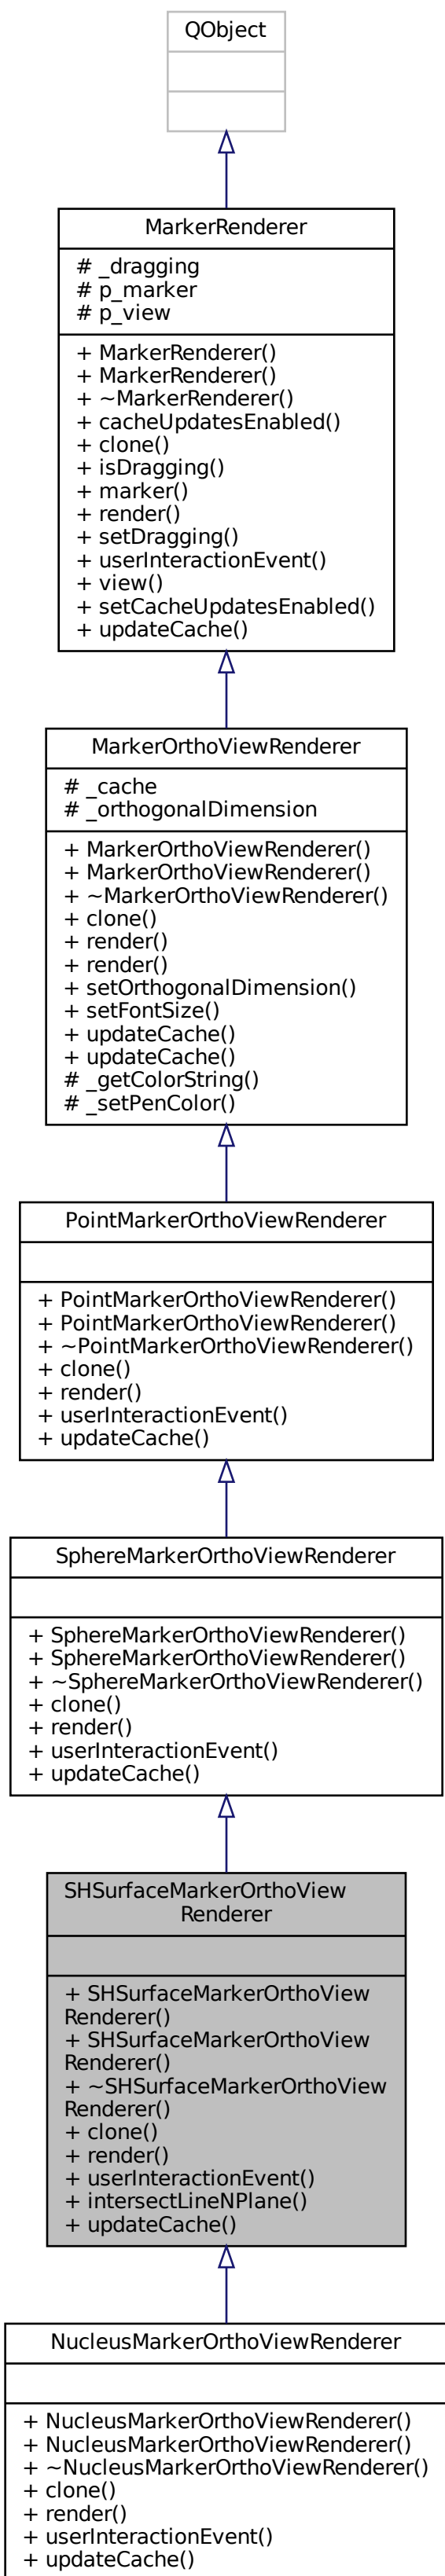 QObject
MarkerRenderer
# _dragging
# p_marker
# p_view
+ MarkerRenderer()
+ MarkerRenderer()
+ ~MarkerRenderer()
+ cacheUpdatesEnabled()
+ clone()
+ isDragging()
+ marker()
+ render()
+ setDragging()
+ userInteractionEvent()
+ view()
+ setCacheUpdatesEnabled()
+ updateCache()
MarkerOrthoViewRenderer
# _cache
# _orthogonalDimension
+ MarkerOrthoViewRenderer()
+ MarkerOrthoViewRenderer()
+ ~MarkerOrthoViewRenderer()
+ clone()
+ render()
+ render()
+ setOrthogonalDimension()
+ setFontSize()
+ updateCache()
+ updateCache()
# _getColorString()
# _setPenColor()
PointMarkerOrthoViewRenderer
+ PointMarkerOrthoViewRenderer()
+ PointMarkerOrthoViewRenderer()
+ ~PointMarkerOrthoViewRenderer()
+ clone()
+ render()
+ userInteractionEvent()
+ updateCache()
SphereMarkerOrthoViewRenderer
+ SphereMarkerOrthoViewRenderer()
+ SphereMarkerOrthoViewRenderer()
+ ~SphereMarkerOrthoViewRenderer()
+ clone()
+ render()
+ userInteractionEvent()
+ updateCache()
SHSurfaceMarkerOrthoView
Renderer
+ SHSurfaceMarkerOrthoView
Renderer()
+ SHSurfaceMarkerOrthoView
Renderer()
+ ~SHSurfaceMarkerOrthoView
Renderer()
+ clone()
+ render()
+ userInteractionEvent()
+ intersectLineNPlane()
+ updateCache()
NucleusMarkerOrthoViewRenderer
+ NucleusMarkerOrthoViewRenderer()
+ NucleusMarkerOrthoViewRenderer()
+ ~NucleusMarkerOrthoViewRenderer()
+ clone()
+ render()
+ userInteractionEvent()
+ updateCache()